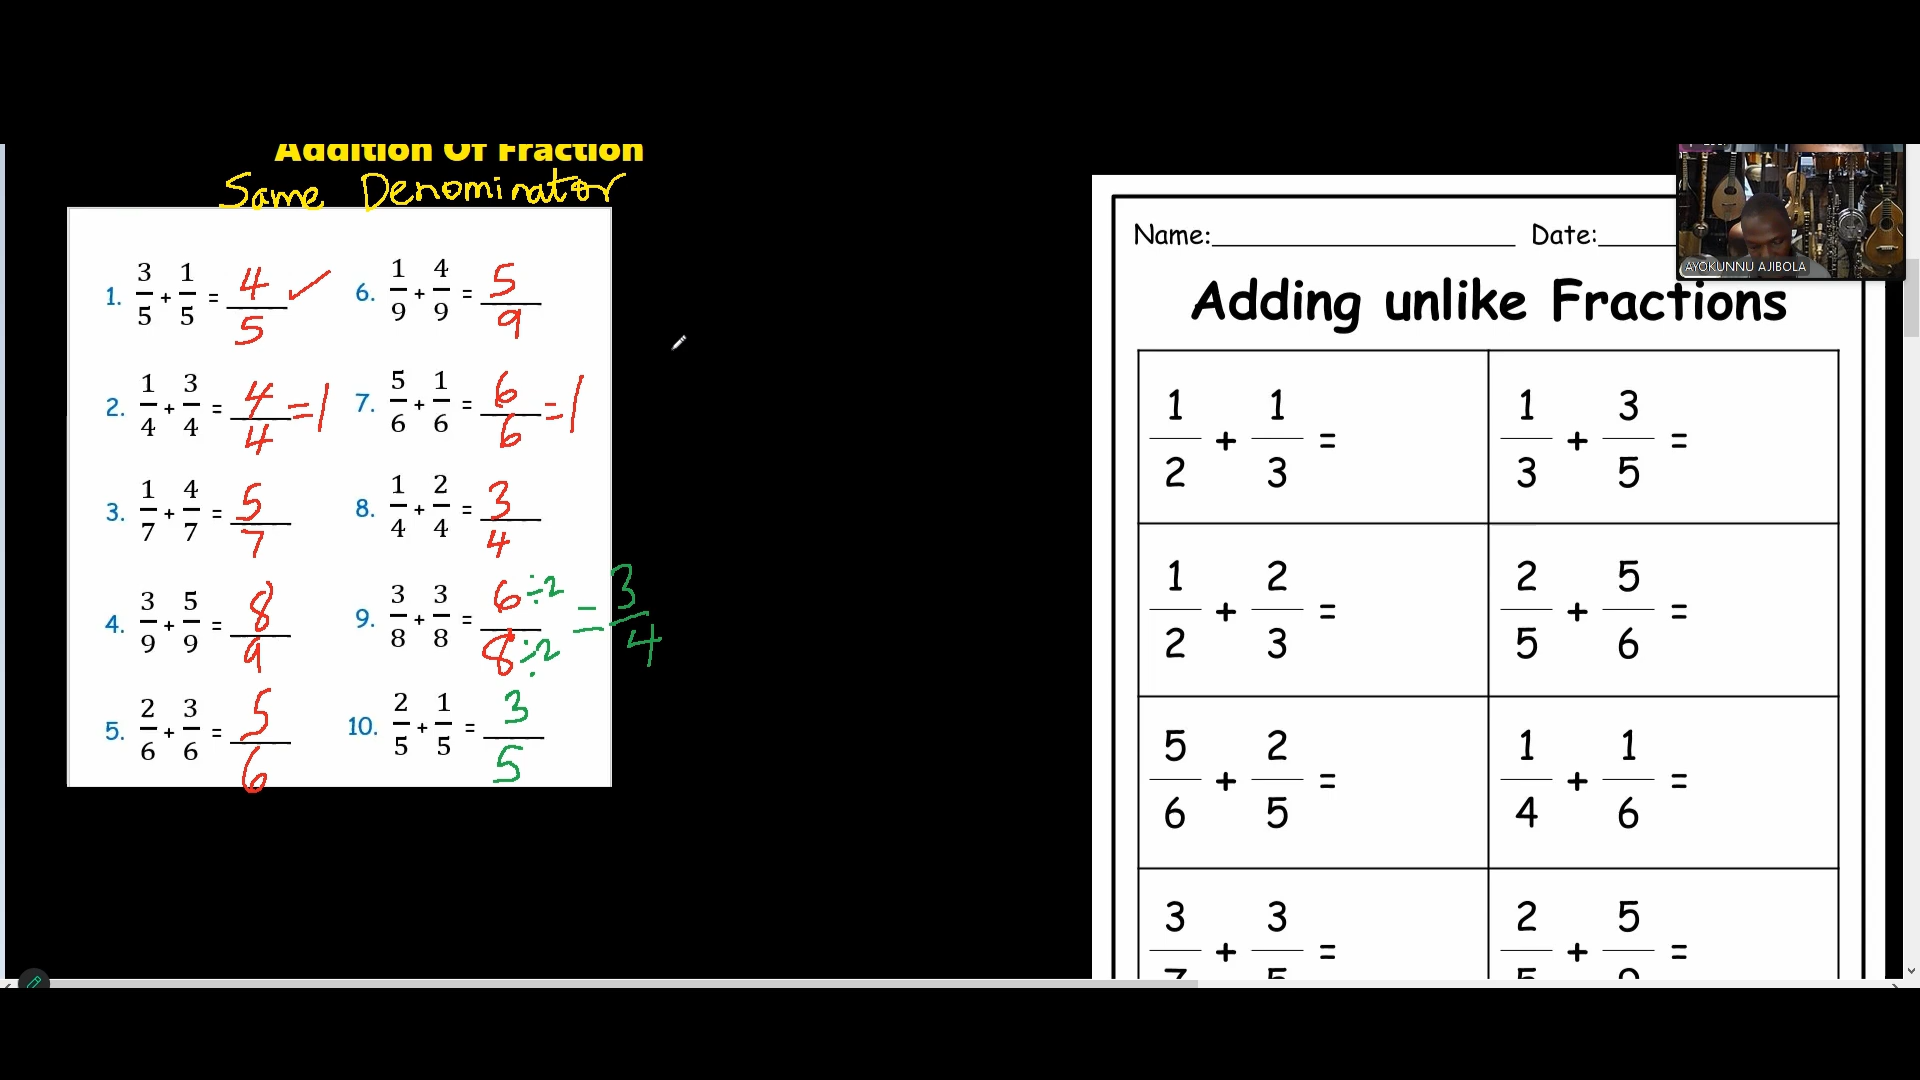 Addition Of Fraction
Same Denominator
1. 3/5 + 1/5 = 4/5 ✓
2. 1/4 + 3/4 = 4/4 = 1
3. 1/7 + 4/7 = 5/7
4. 3/9 + 5/9 = 8/9
5. 2/6 + 3/6 = 5/6
6. 1/9 + 4/9 = 5/9
7. 5/6 + 1/6 = 6/6 = 1
8. 1/4 + 2/4 = 3/4
9. 3/8 + 3/8 = 6÷2/8÷2 = 3/4
10. 2/5 + 1/5 = 3/5
AYOKUNNU AJIBOLA
Name: Date:
Adding unlike Fractions
1/2 + 1/3 =
1/3 + 3/5 =
1/2 + 2/3 =
2/5 + 5/6 =
5/6 + 2/5 =
1/4 + 1/6 =
3 + 3 =
2 + 5 =